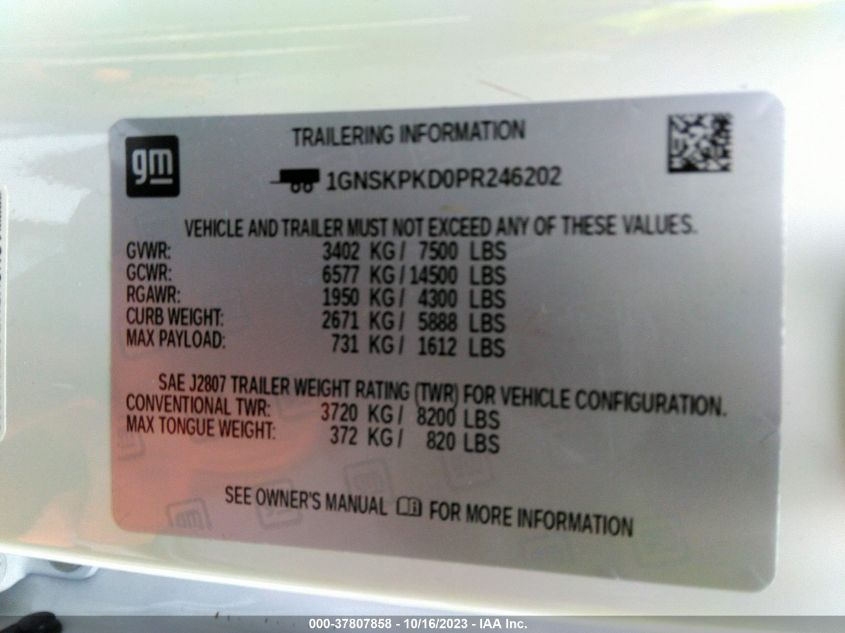 gm
TRAILERING INFORMATION
1GNSKPKD0PR246202
VEHICLE AND TRAILER MUST NOT EXCEED ANY OF THESE VALUES.
GVWR: 3402 KG/ 7500 LBS
GCWR: 6577 KG/14500 LBS
RGAWR: 1950 KG/ 4300 LBS
CURB WEIGHT: 2671 KG/ 5888 LBS
MAX PAYLOAD: 731 KG/ 1612 LBS
SAE J2807 TRAILER WEIGHT RATING (TWR) FOR VEHICLE CONFIGURATION.
CONVENTIONAL TWR: 3720 KG/ 8200 LBS
MAX TONGUE WEIGHT: 372 KG/ 820 LBS
SEE OWNER'S MANUAL FOR MORE INFORMATION
000-37807858 - 10/16/2023 - IAA Inc.